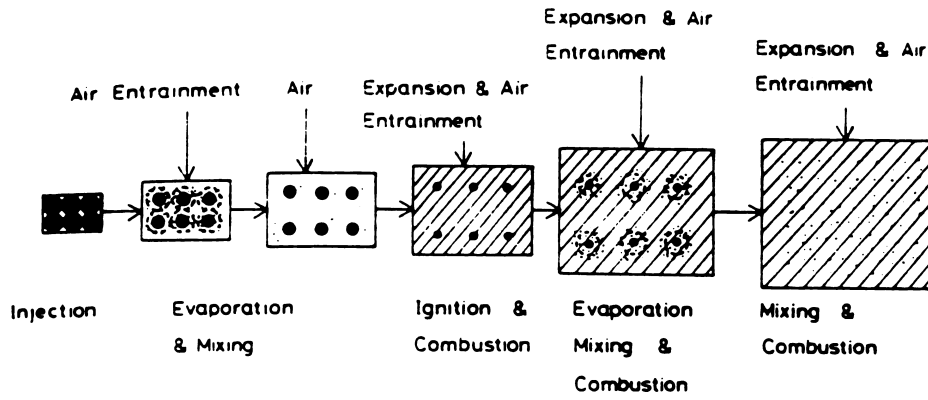 Expansion & Air
Entrainment
Expansion & Air
Entrainment
Air Entrainment
Air
Expansion & Air
Entrainment
Injection
Evaporation
& Mixing
Ignition &
Combustion
Evaporation
Mixing &
Combustion
Mixing &
Combustion